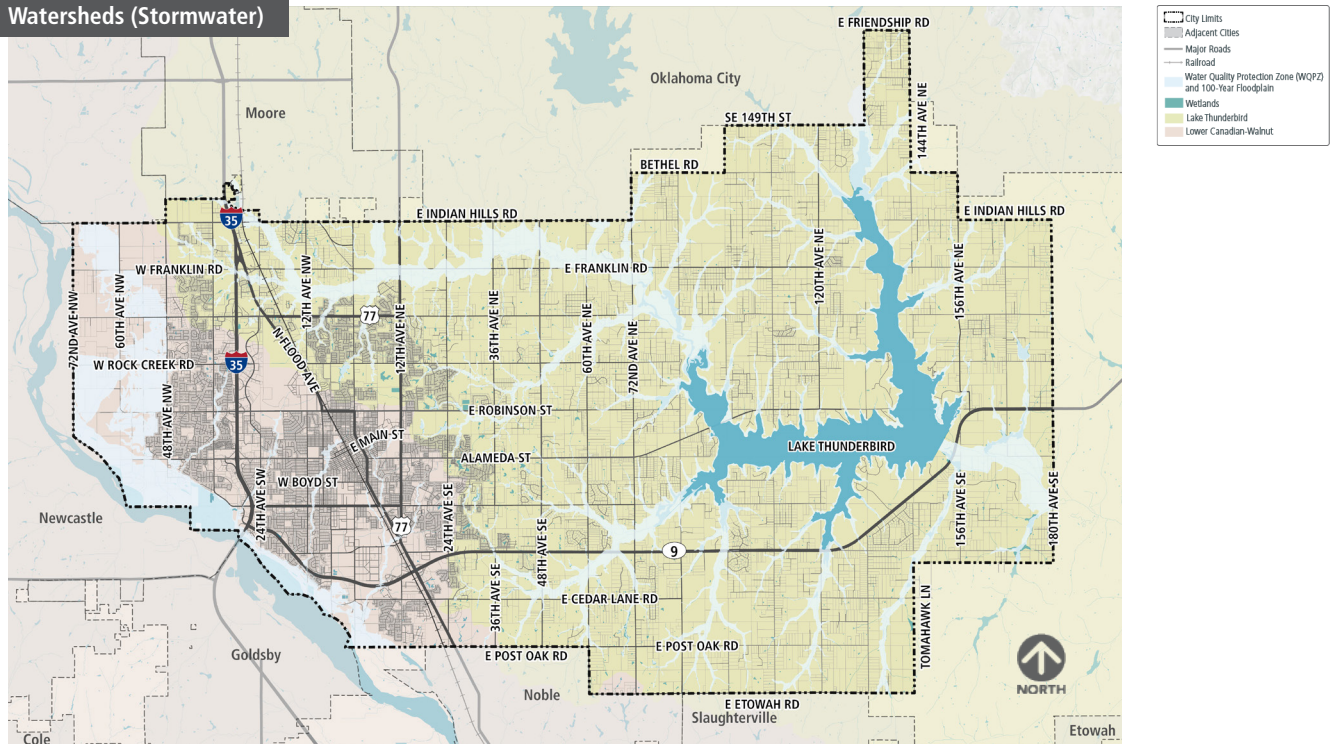 Watersheds (Stormwater)
City Limits
Adjacent Cities
Major Roads
Railroad
Water Quality Protection Zone (WQPZ)
and 100-Year Floodplain
Wetlands
Lake Thunderbird
Lower Canadian-Walnut
E FRIENDSHIP RD
Oklahoma City
Moore
144TH AVE NE
SE 149TH ST
BETHEL RD
E INDIAN HILLS RD
E INDIAN HILLS RD
35
W FRANKLIN RD
E FRANKLIN RD
72ND AVE NW
60TH AVE NW
12TH AVE NW
120TH AVE NE
156TH AVE NE
77
N FLOOD AVE
12TH AVE NE
36TH AVE NE
60TH AVE NE
72ND AVE NE
35
W ROCK CREEK RD
48TH AVE NW
E ROBINSON ST
E MAIN ST
LAKE THUNDERBIRD
ALAMEDA ST
W BOYD ST
24TH AVE SW
24TH AVE SE
156TH AVE SE
180TH AVE SE
Newcastle
77
48TH AVE SE
9
36TH AVE SE
E CEDAR LANE RD
TOMAHAWK LN
Goldsby
E POST OAK RD
E POST OAK RD
NORTH
Noble
E ETOWAH RD
Slaughterville
Etowah
Cole